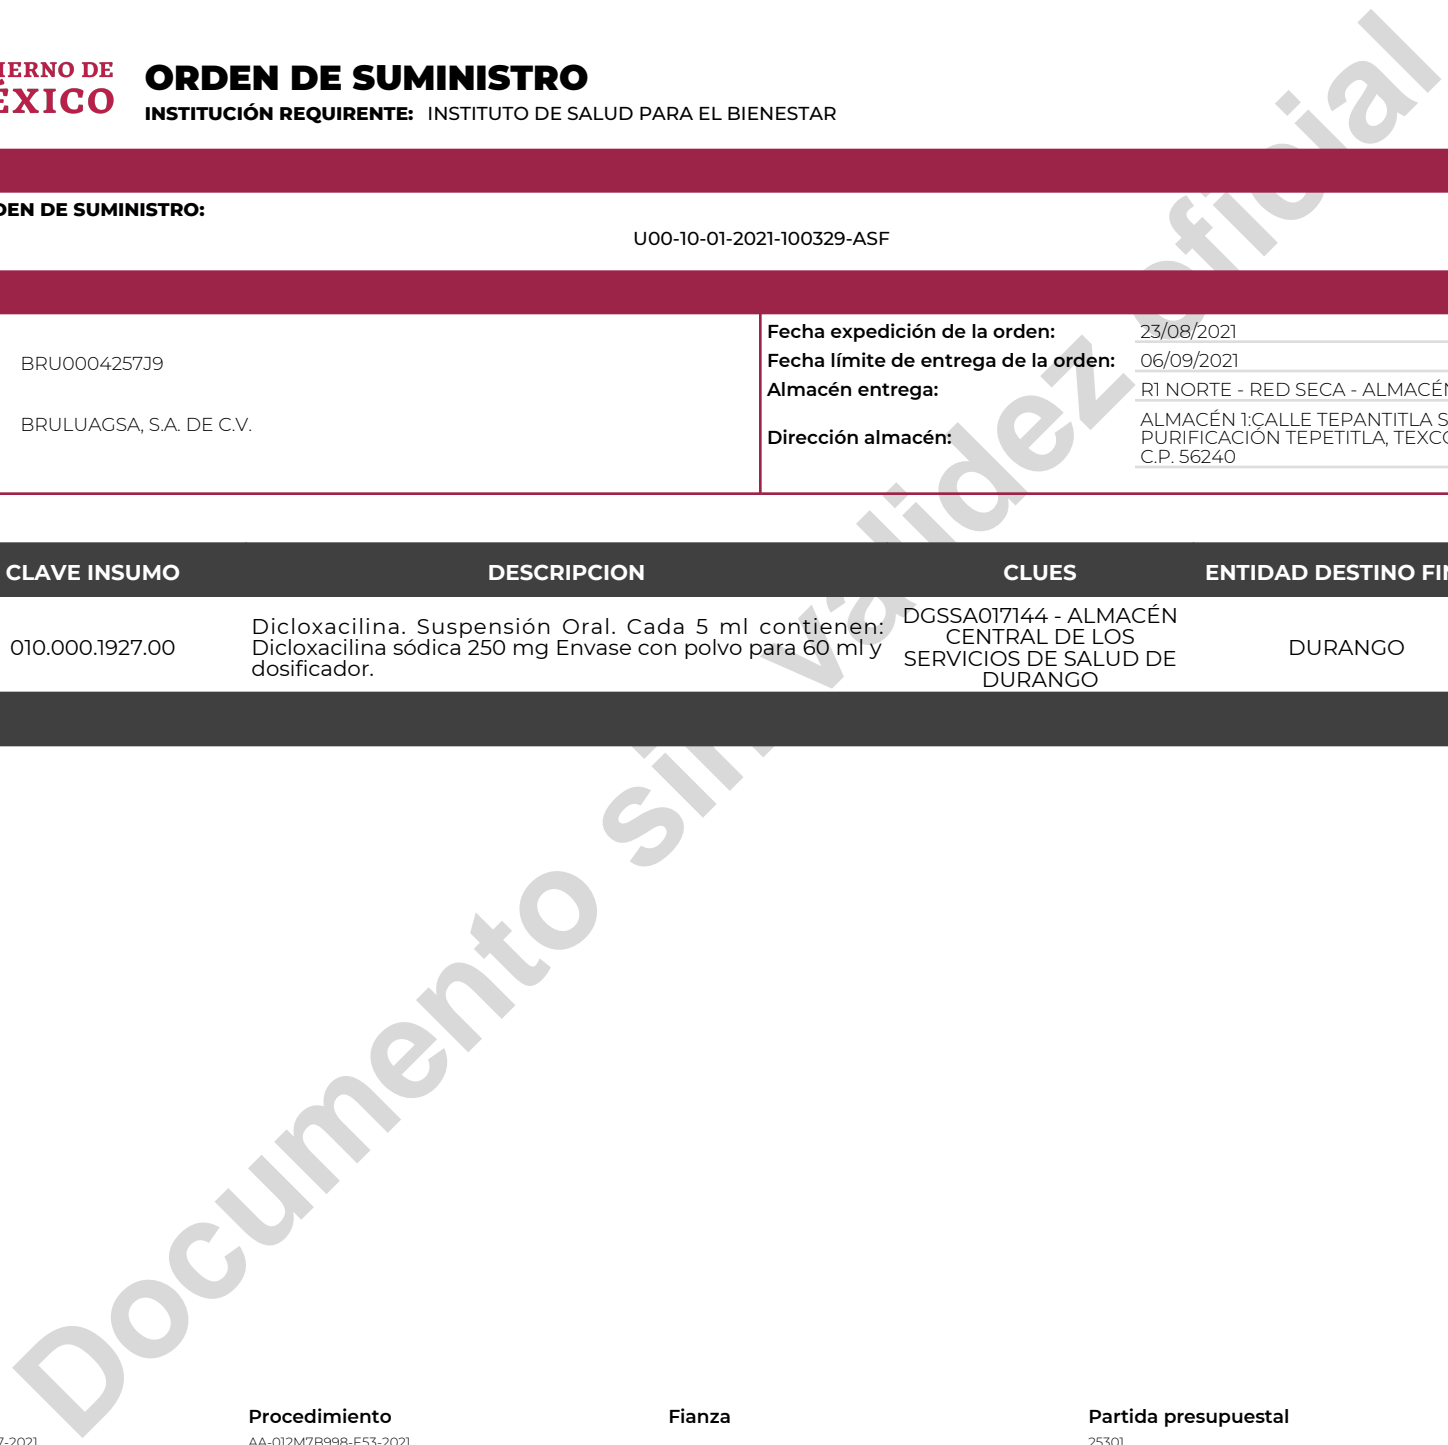 ORDEN DE SUMINISTRO
INSTITUCIÓN REQUIRENTE: INSTITUTO DE SALUD PARA EL BIENESTAR
DE
DE SUMINISTRO:
U00-10-01-2021-100329-ASF
BRU0004257J9
BRULUAGSA, S.A. DE C.V.
Fecha expedición de la orden: 23/08/2021
Fecha límite de entrega de la orden: 06/09/2021
Almacén entrega: R1 NORTE - RED SECA - ALMACÉN
Dirección almacén: ALMACÉN 1:CALLE TEPANTITLA
PURIFICACIÓN TEPETITLA,
C.P. 56240
CLAVE INSUMO DESCRIPCION CLUES ENTIDAD DESTINO
010.000.1927.00
Dicloxacilina. Suspensión Oral. Cada 5 ml contienen:
Dicloxacilina sódica 250 mg Envase con polvo para 60 ml y
dosificador.
DGSSA017144 - ALMACÉN
CENTRAL DE LOS
SERVICIOS DE SALUD DE
DURANGO
DURANGO
Documento sin validez oficial
Procedimiento Fianza Partida presupuestal
AA-012M7B998-E53-2021 25301